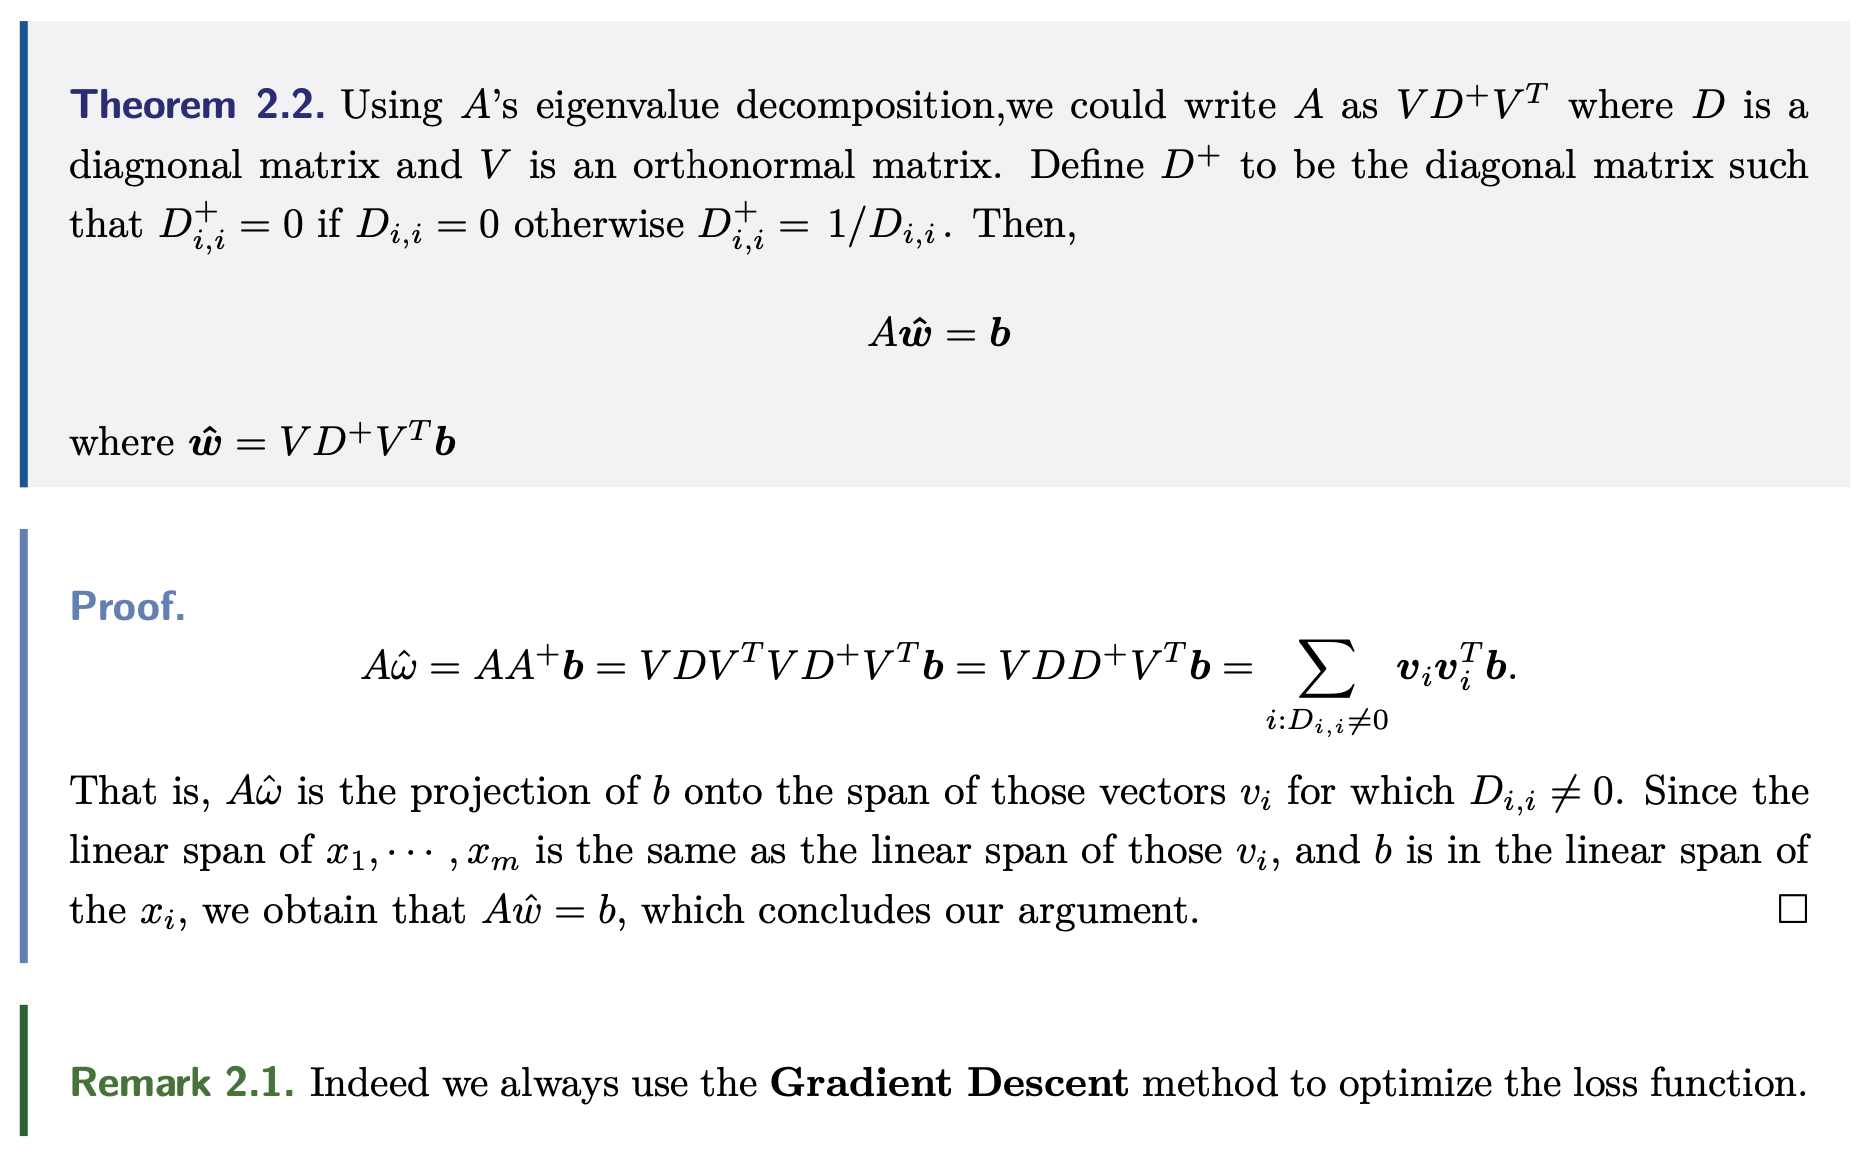 Theorem 2.2. Using A's eigenvalue decomposition,we could write A as $VD^+V^T$ where D is a
diagnonal matrix and V is an orthonormal matrix. Define $D^+$ to be the diagonal matrix such
that $D^+_{i,i} = 0$ if $D_{i,i} = 0$ otherwise $D^+_{i,i} = 1/D_{i,i}$. Then,
$A\hat{\boldsymbol{w}} = \boldsymbol{b}$
where $\hat{\boldsymbol{w}} = VD^+V^T\boldsymbol{b}$
Proof.
$A\hat{\omega} = AA^+\boldsymbol{b} = VDV^TVD^+V^T\boldsymbol{b} = VDD^+V^T\boldsymbol{b} = \sum_{i:D_{i,i}\neq 0} \boldsymbol{v}_i\boldsymbol{v}_i^T\boldsymbol{b}.$
That is, $A\hat{\omega}$ is the projection of $b$ onto the span of those vectors $v_i$ for which $D_{i,i} \neq 0$. Since the
linear span of $x_1, \cdots, x_m$ is the same as the linear span of those $v_i$, and $b$ is in the linear span of
the $x_i$, we obtain that $A\hat{w} = b$, which concludes our argument. □
Remark 2.1. Indeed we always use the Gradient Descent method to optimize the loss function.